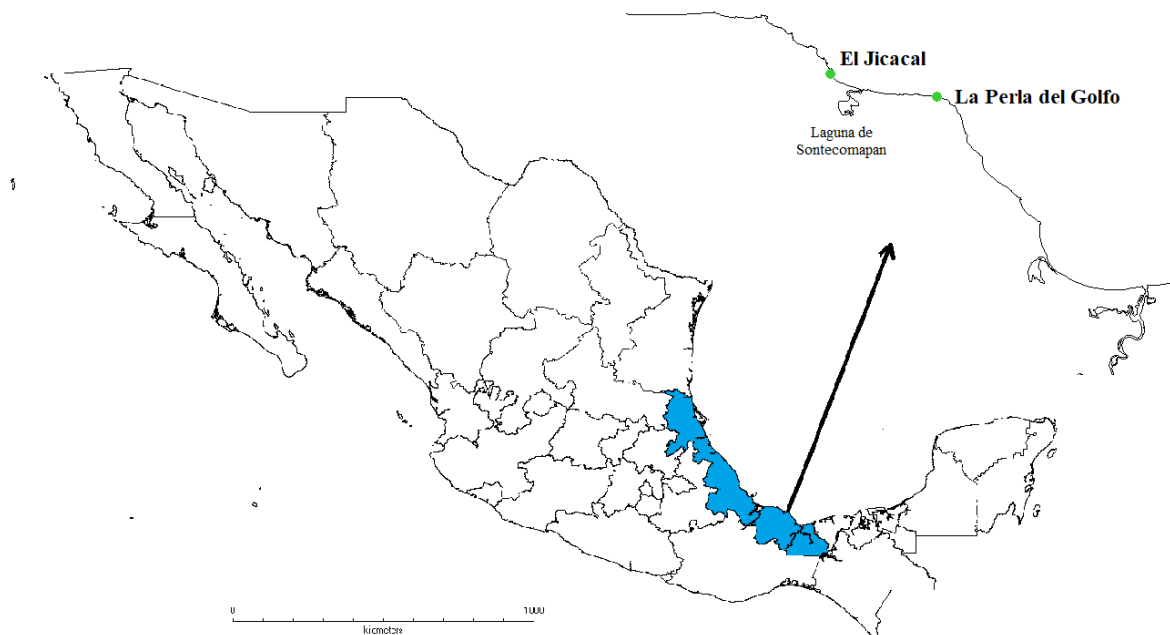 El Jicacal
La Perla del Golfo
Laguna de
Sontecomapan
0 1000
kilometers